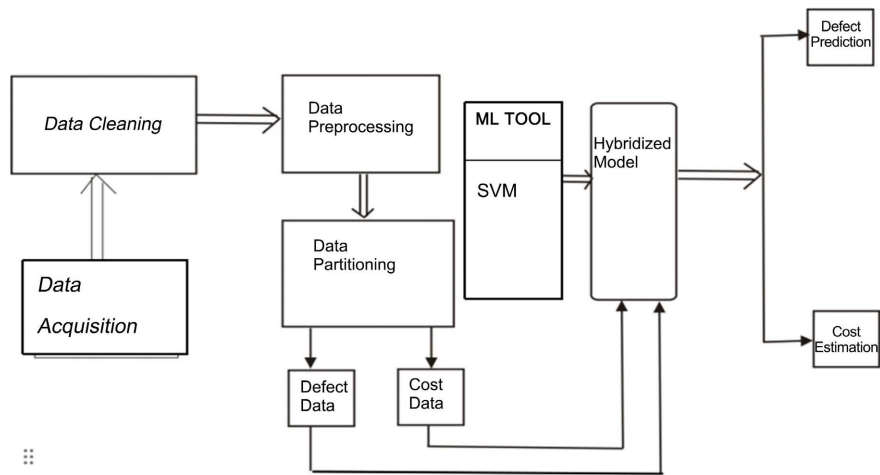 Data Cleaning
Data
Preprocessing
ML TOOL
SVM
Hybridized
Model
Defect
Prediction
Data
Acquisition
Data
Partitioning
Defect
Data
Cost
Data
Cost
Estimation